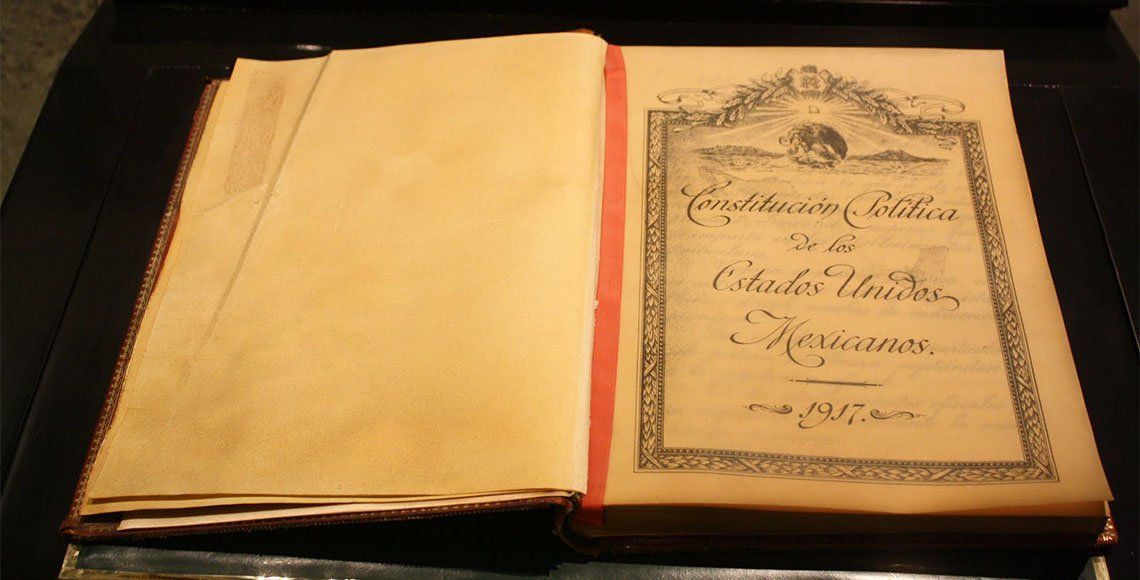 Constitución Política
de los
Estados Unidos
Mexicanos.
1917.